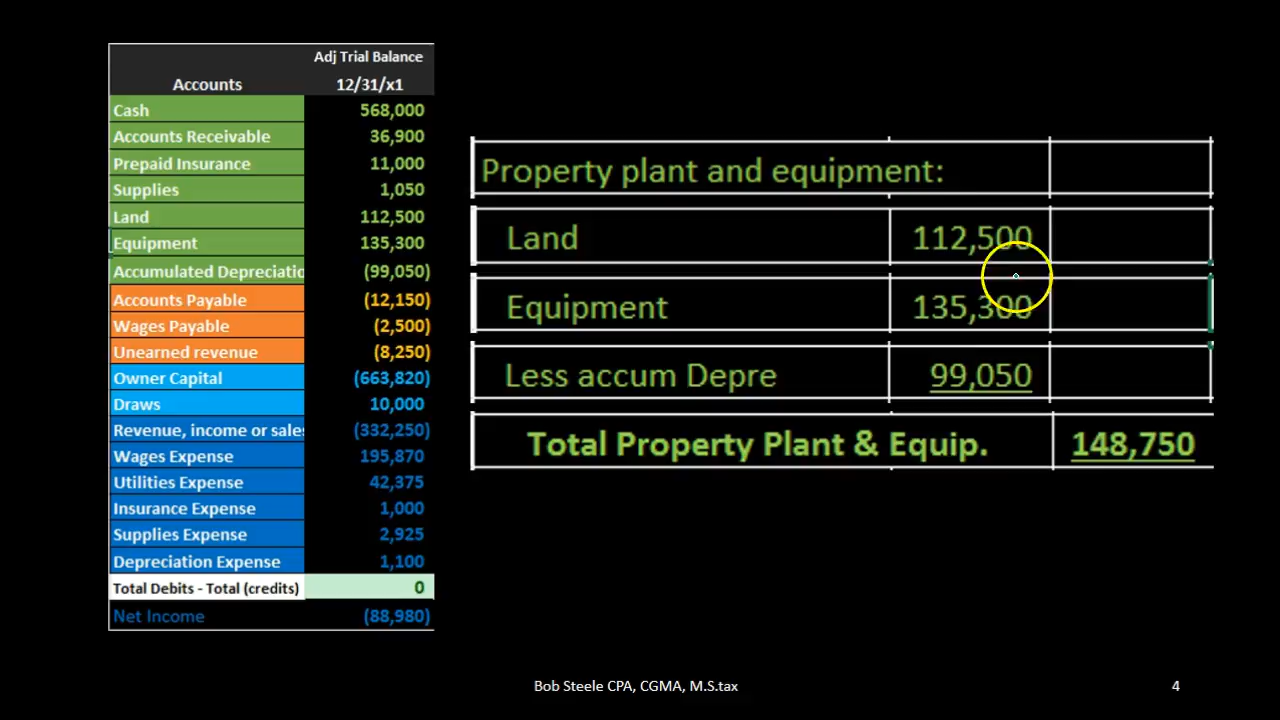 Adj Trial Balance
Accounts 12/31/x1
Cash 568,000
Accounts Receivable 36,900
Prepaid Insurance 11,000
Supplies 1,050
Land 112,500
Equipment 135,300
Accumulated Depreciatio (99,050)
Accounts Payable (12,150)
Wages Payable (2,500)
Unearned revenue (8,250)
Owner Capital (663,820)
Draws 10,000
Revenue, income or sales (332,250)
Wages Expense 195,870
Utilities Expense 42,375
Insurance Expense 1,000
Supplies Expense 2,925
Depreciation Expense 1,100
Total Debits - Total (credits) 0
Net Income (88,980)
Property plant and equipment:
Land 112,500
Equipment 135,300
Less accum Depre 99,050
Total Property Plant & Equip. 148,750
Bob Steele CPA, CGMA, M.S.tax 4